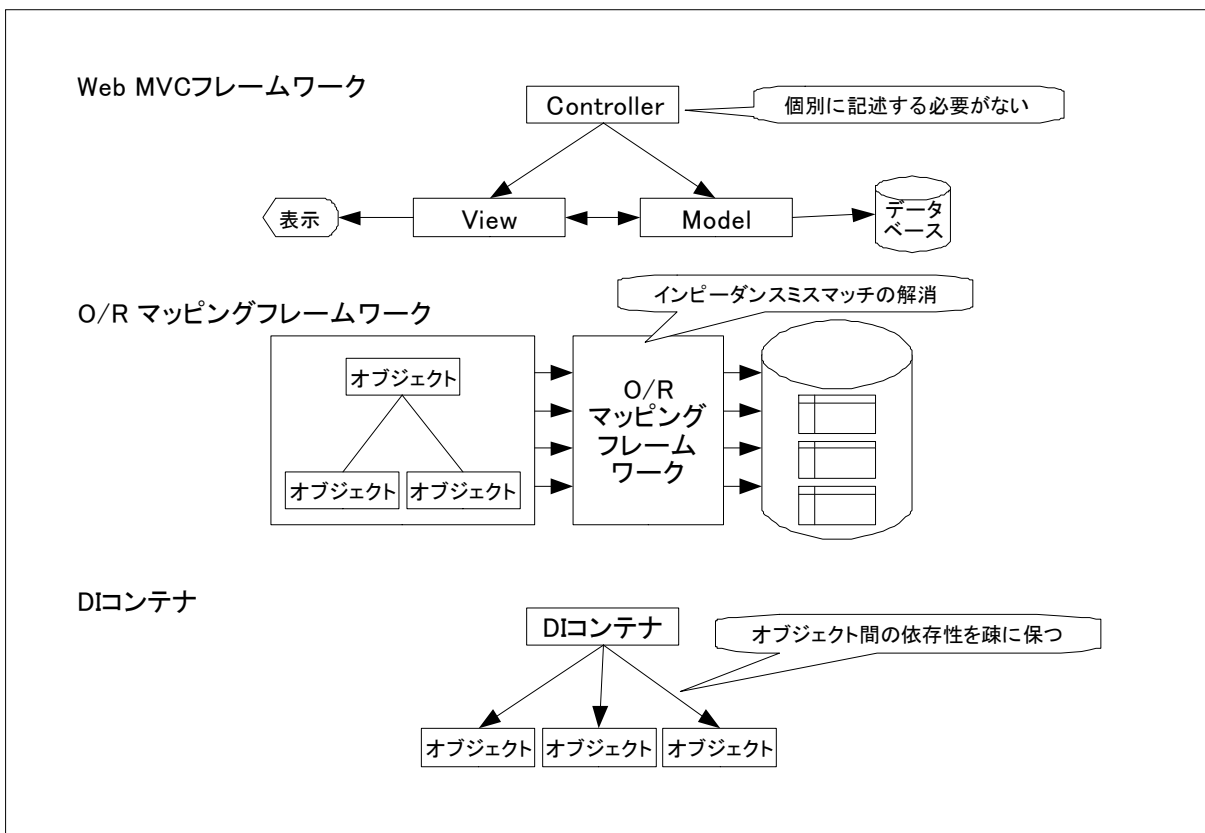 Web MVCフレームワーク
Controller
個別に記述する必要がない
表示
View
Model
データ
ベース
インピーダンスミスマッチの解消
O/R マッピングフレームワーク
オブジェクト
オブジェクト
オブジェクト
O/R
マッピング
フレーム
ワーク
DIコンテナ
DIコンテナ
オブジェクト間の依存性を疎に保つ
オブジェクト
オブジェクト
オブジェクト